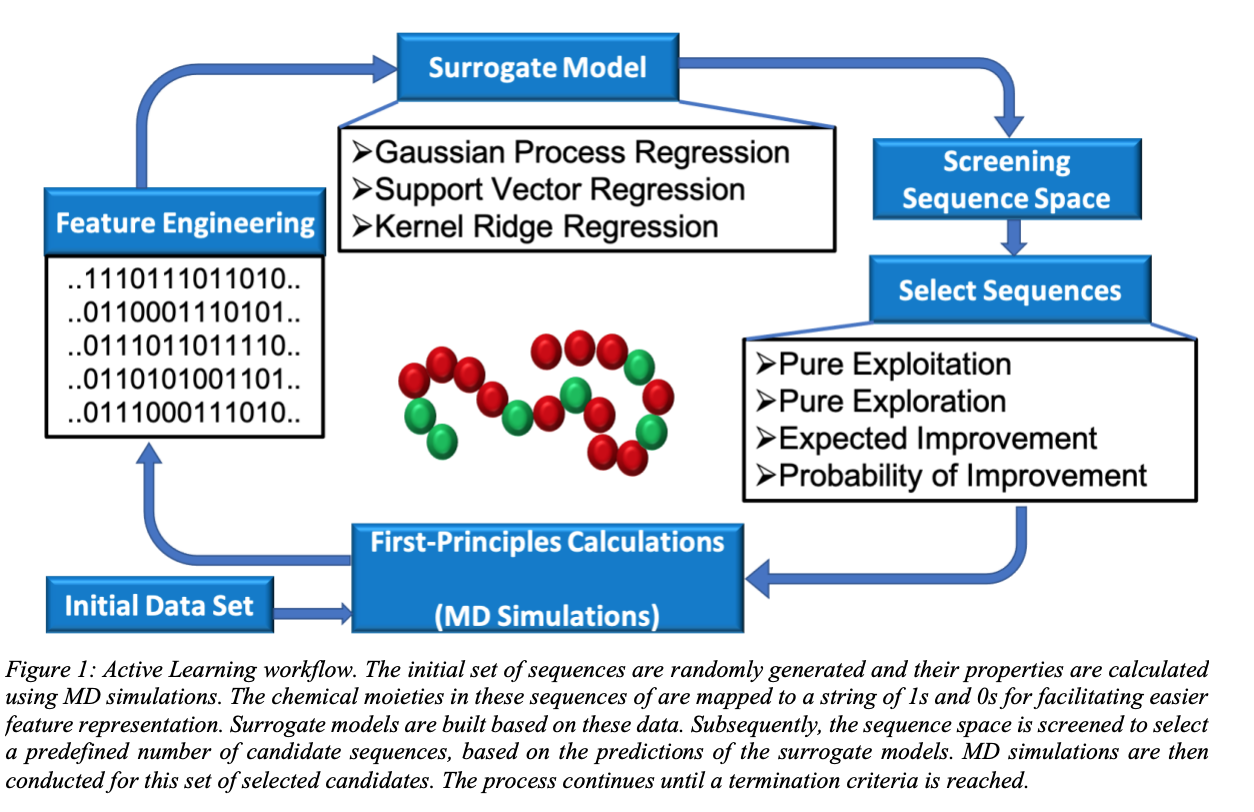 Surrogate Model
➢Gaussian Process Regression
➢Support Vector Regression
➢Kernel Ridge Regression
Screening
Sequence Space
Select Sequences
➢Pure Exploitation
➢Pure Exploration
➢Expected Improvement
➢Probability of Improvement
Feature Engineering
..1110111011010..
..0110001110101..
..0111011011110..
..0110101001101..
..0111000111010..
First-Principles Calculations
(MD Simulations)
Initial Data Set
Figure 1: Active Learning workflow. The initial set of sequences are randomly generated and their properties are calculated
using MD simulations. The chemical moieties in these sequences of are mapped to a string of 1s and 0s for facilitating easier
feature representation. Surrogate models are built based on these data. Subsequently, the sequence space is screened to select
a predefined number of candidate sequences, based on the predictions of the surrogate models. MD simulations are then
conducted for this set of selected candidates. The process continues until a termination criteria is reached.